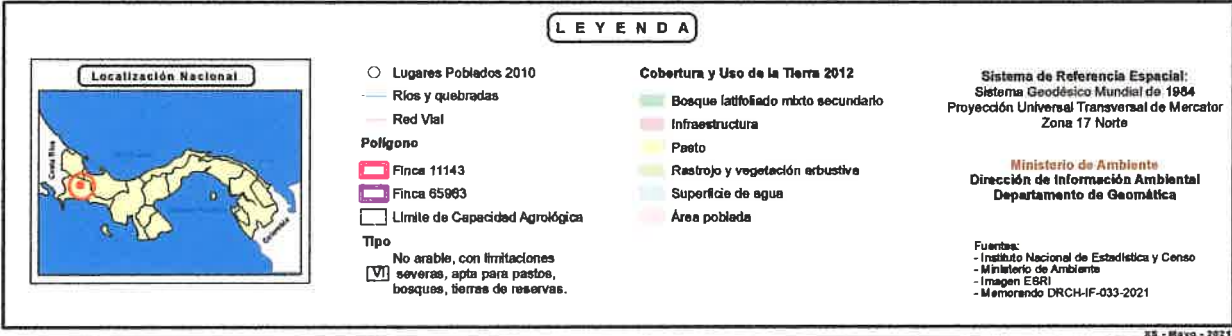 LEYENDA
Localización Nacional
Costa Rica
Colombia
Lugares Poblados 2010
Ríos y quebradas
Red Vial
Polígono
Finca 11143
Finca 65983
Límite de Capacidad Agrológica
Tipo
VI
No arable, con limitaciones
severas, apta para pastos,
bosques, tierras de reservas.
Cobertura y Uso de la Tierra 2012
Bosque latifoliado mixto secundario
Infraestructura
Pasto
Rastrojo y vegetación arbustiva
Superficie de agua
Área poblada
Sistema de Referencia Espacial:
Sistema Geodésico Mundial de 1984
Proyección Universal Transversal de Mercator
Zona 17 Norte
Ministerio de Ambiente
Dirección de Información Ambiental
Departamento de Geomática
Fuentes:
- Instituto Nacional de Estadística y Censo
- Ministerio de Ambiente
- Imagen ESRI
- Memorando DRCH-IF-033-2021
- Mayo - 2021